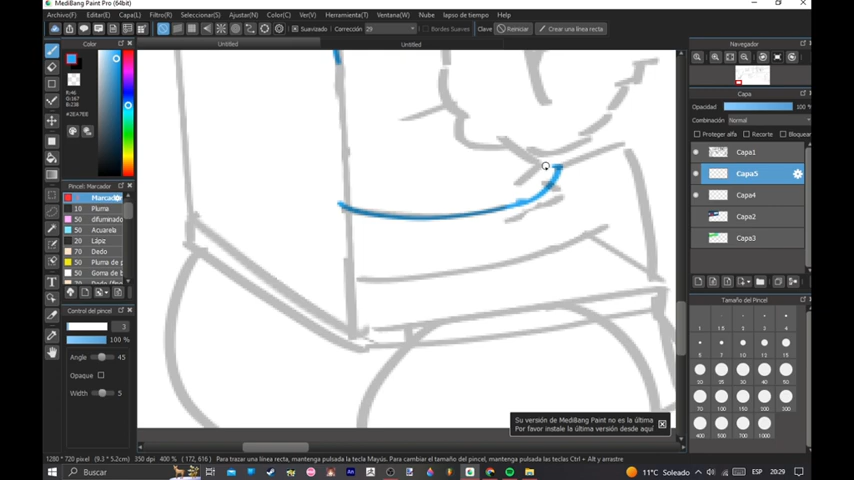 MediBang Paint Pro (64bit)
Archivo(F) Editar(E) Capa(L) Filtro(R) Seleccionar(S) Ajustar(N) Color(C) Ver(V) Herramienta(T) Ventana(W) Nube lapso de tiempo Help
Suavizado Corrección 29 Bordes Suaves Clave Reiniciar Crear una línea recta
Color
Untitled
Untitled
R:46
G:167
B:238
#2EA7EE
Pincel: Marcador
Marcador
10 Pluma
50 difuminado
50 Acuarela
20 Lápiz
70 Dedo
50 Pluma de p
50 Goma de b
Control del pincel
3
100 %
Angle 45
Opaque
Width 5
Navegador
Capa
Opacidad 100 %
Combinación Normal
Proteger alfa Recorte Bloquear
Capa1
Capa5
Capa4
Capa2
Capa3
Tamaño del Pincel
1 1.5 2 3 4
5 7 10 12 15
20 25 30 40 50
70 100 150 200 300
400 500 700 1000
Su versión de MediBang Paint no es la última
Por favor instale la última versión desde aquí
1280 * 720 pixel (9.3 * 5.2cm) 350 dpi 400 % ( 172, 616 ) Para trazar una línea recta, mantenga pulsada la tecla Mayús. Para cambiar el tamaño del pincel, mantenga pulsadas las teclas Ctrl + Alt y arrastre
Buscar
11°C Soleado
ESP
20:29